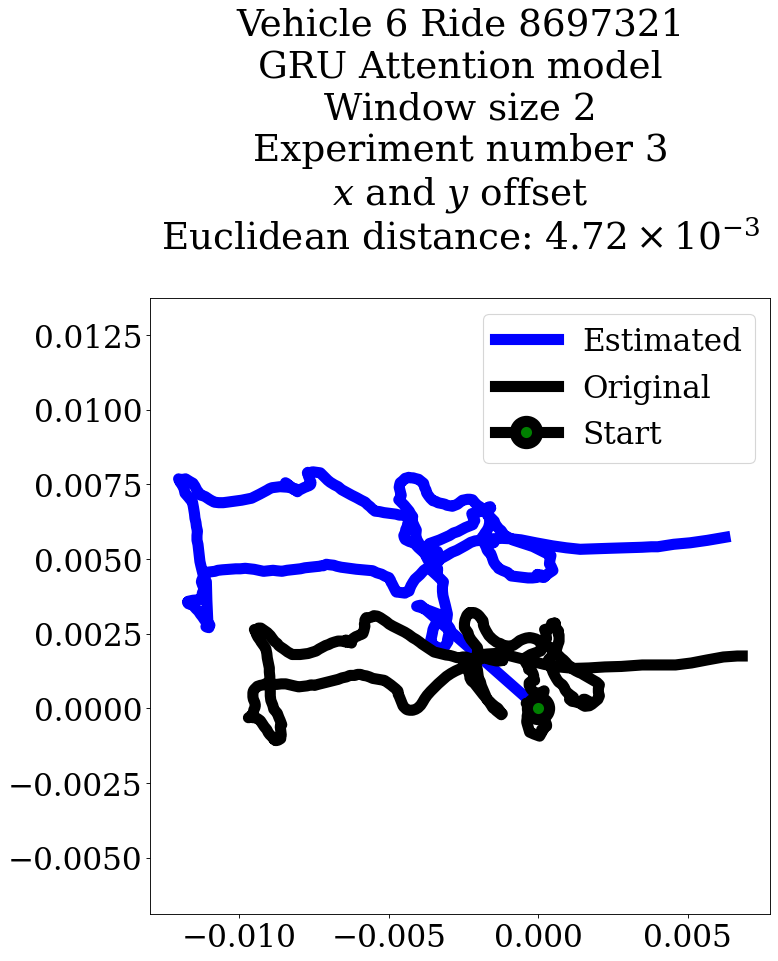 Vehicle 6 Ride 8697321
GRU Attention model
Window size 2
Experiment number 3
x and y offset
Euclidean distance: 4.72 × 10⁻³
Estimated
Original
Start
0.0125
0.0100
0.0075
0.0050
0.0025
0.0000
−0.0025
−0.0050
−0.010
−0.005
0.000
0.005